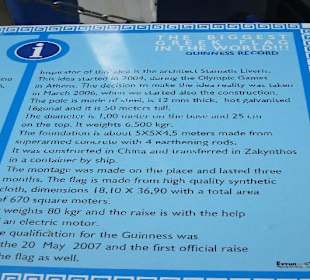 THE BIGGEST
GREEK FLAG
IN THE WORLD!!!
GUINNESS RECORD
i
Inspirator of this idea is the architect Stamatis Liveris.
This idea started in 2004, during the Olympic Games
in Athens. The decision to make the idea reality was taken
in March 2006, when we started about the construction.
The pole is made of steel, is 12 mm thick, hot galvanised
16gonal and it is 50 meters tall.
The diameter is 1,00 meter on the base and 25 cm
on the top. It weights 6.500 kgr.
The foundation is about 5X5X4,5 meters made from
superarmed concrete with 4 earthening rods.
It was constructed in China and transferred in Zakynthos
in a container by ship.
The montage was made on the place and lasted three
months. The flag is made from high quality synthetic
cloth, dimensions 18,10 X 36,90 with a total area
of 670 square meters.
weights 80 kgr and the raise is with the help
an electric motor.
e qualification for the Guinness was
the 20 May 2007 and the first official raise
the flag as well.